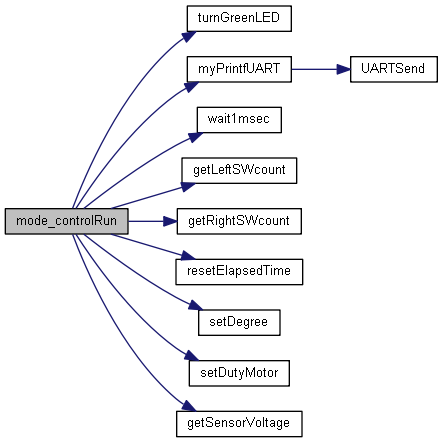 turnGreenLED
myPrintfUART
UARTSend
wait1msec
getLeftSWcount
mode_controlRun
getRightSWcount
resetElapsedTime
setDegree
setDutyMotor
getSensorVoltage